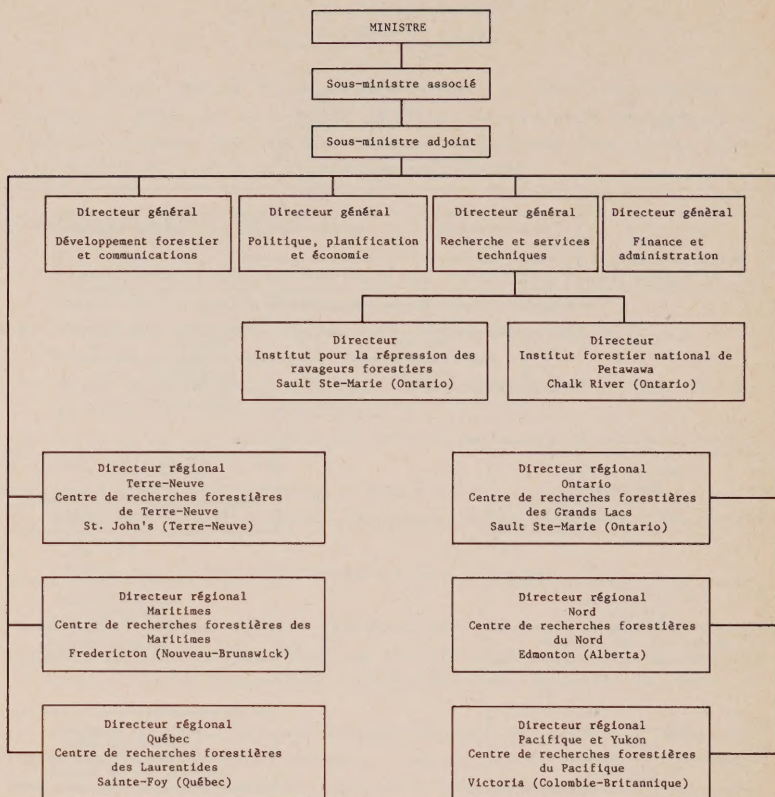 MINISTRE
Sous-ministre associé
Sous-ministre adjoint
Directeur général
Développement forestier
et communications
Directeur général
Politique, planification
et économie
Directeur général
Recherche et services
techniques
Directeur général
Finance et
administration
Directeur
Institut pour la répression des
ravageurs forestiers
Sault Ste-Marie (Ontario)
Directeur
Institut forestier national de
Petawawa
Chalk River (Ontario)
Directeur régional
Terre-Neuve
Centre de recherches forestières
de Terre-Neuve
St. John's (Terre-Neuve)
Directeur régional
Ontario
Centre de recherches forestières
des Grands Lacs
Sault Ste-Marie (Ontario)
Directeur régional
Maritimes
Centre de recherches forestières des
Maritimes
Fredericton (Nouveau-Brunswick)
Directeur régional
Nord
Centre de recherches forestières
du Nord
Edmonton (Alberta)
Directeur régional
Québec
Centre de recherches forestières
des Laurentides
Sainte-Foy (Québec)
Directeur régional
Pacifique et Yukon
Centre de recherches forestières
du Pacifique
Victoria (Colombie-Britannique)